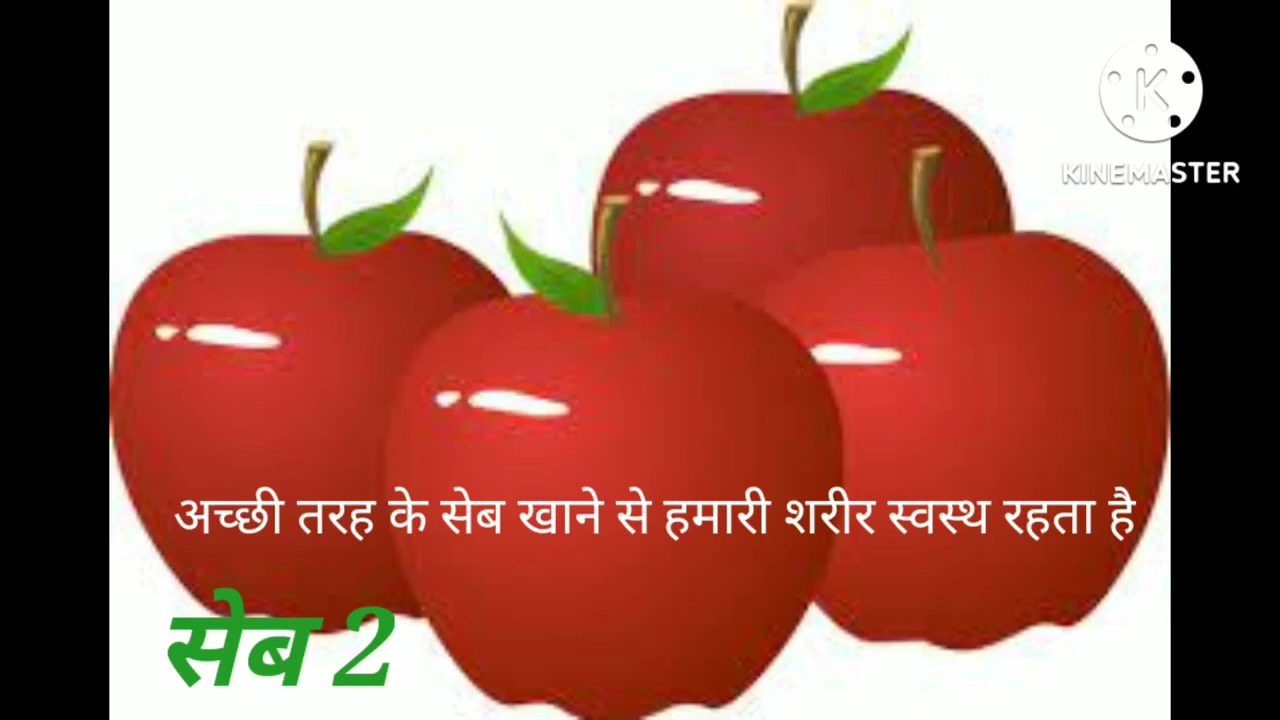 KINEMASTER
अच्छी तरह के सेब खाने से हमारी शरीर स्वस्थ रहता है
सेब 2